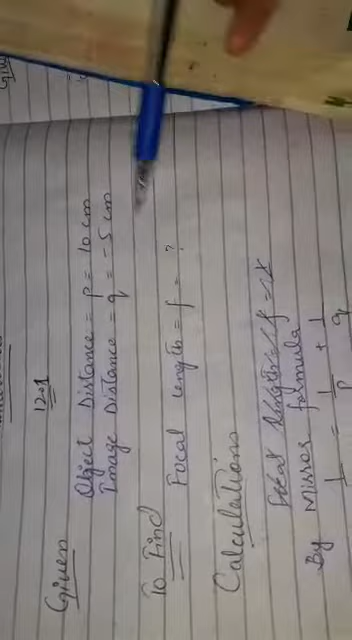 12.1
Given
Object Distance = p = 10 cm
Image Distance = q = -5 cm
To Find
Focal length = f = ?
Calculations
By Mirror formula
1/f = 1/p + 1/q